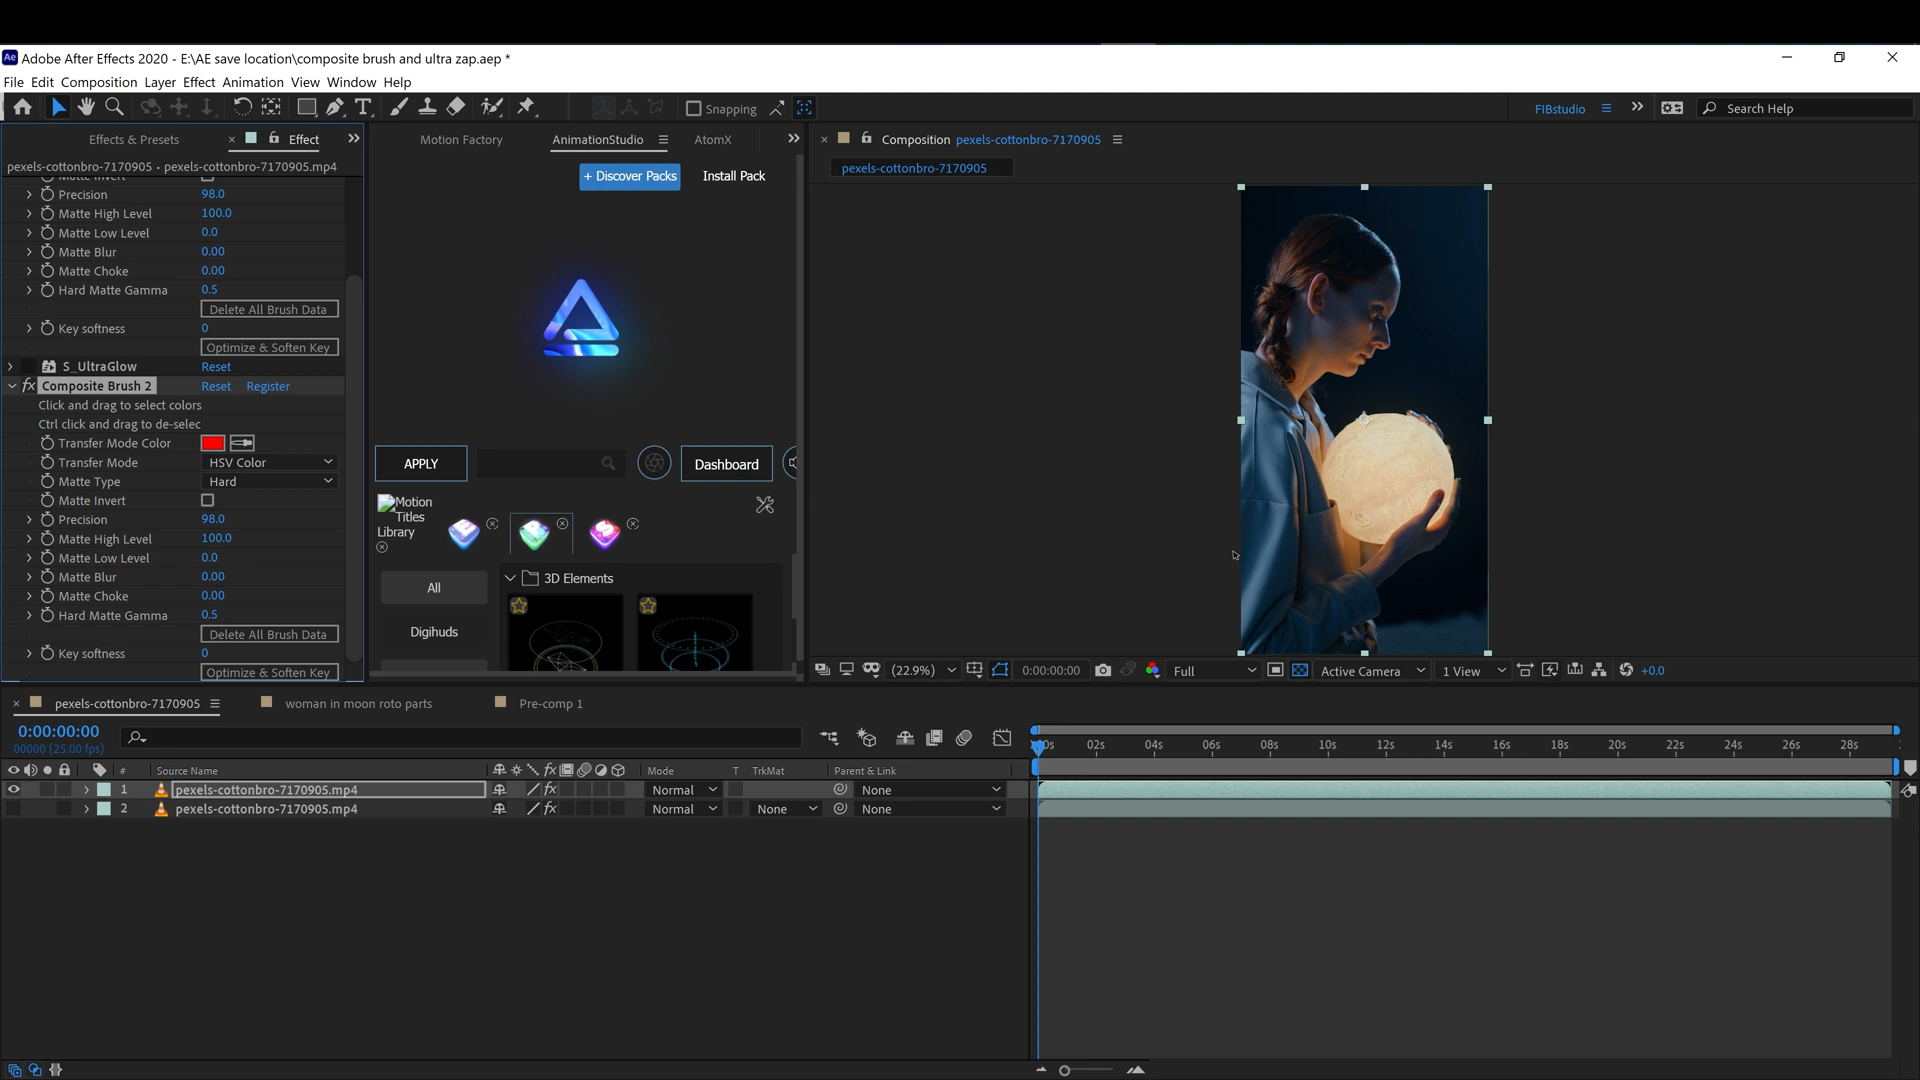 Adobe After Effects 2020 - E:\AE save location\composite brush and ultra zap.aep *
File Edit Composition Layer Effect Animation View Window Help
Snapping
FIBstudio
Search Help
Effects & Presets
Effect
Motion Factory
AnimationStudio
AtomX
Composition pexels-cottonbro-7170905
pexels-cottonbro-7170905 • pexels-cottonbro-7170905.mp4
pexels-cottonbro-7170905
+ Discover Packs
Install Pack
Matte Invert
Precision 98.0
Matte High Level 100.0
Matte Low Level 0.0
Matte Blur 0.00
Matte Choke 0.00
Hard Matte Gamma 0.5
Delete All Brush Data
Key softness 0
Optimize & Soften Key
S_UltraGlow Reset
fx Composite Brush 2 Reset Register
Click and drag to select colors
Ctrl click and drag to de-selec
Transfer Mode Color
Transfer Mode HSV Color
Matte Type Hard
Matte Invert
Precision 98.0
Matte High Level 100.0
Matte Low Level 0.0
Matte Blur 0.00
Matte Choke 0.00
Hard Matte Gamma 0.5
Delete All Brush Data
Key softness 0
Optimize & Soften Key
APPLY
Dashboard
Motion
Titles
Library
All
Digihuds
3D Elements
(22.9%)
0:00:00:00
Full
Active Camera
1 View
+0.0
pexels-cottonbro-7170905
woman in moon roto parts
Pre-comp 1
0:00:00:00
00000 (25.00 fps)
02s 04s 06s 08s 10s 12s 14s 16s 18s 20s 22s 24s 26s 28s
# Source Name
Mode T .TrkMat Parent & Link
1 pexels-cottonbro-7170905.mp4 fx Normal None
2 pexels-cottonbro-7170905.mp4 fx Normal None None